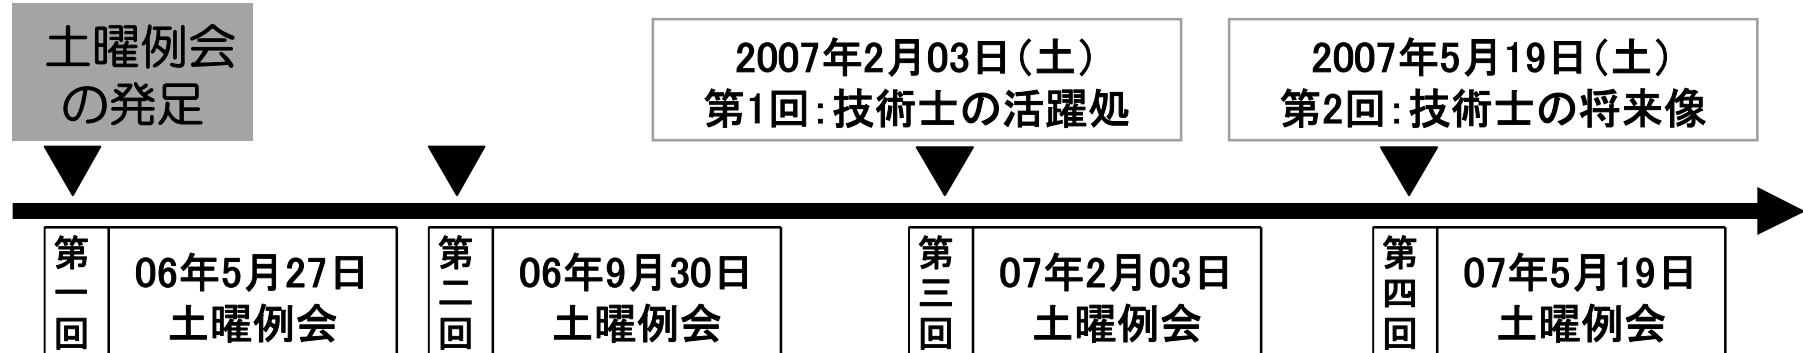 土曜例会
の発足
2007年2月03日(土)
第1回:技術士の活躍処
2007年5月19日(土)
第2回:技術士の将来像
第一回
06年5月27日
土曜例会
第二回
06年9月30日
土曜例会
第三回
07年2月03日
土曜例会
第四回
07年5月19日
土曜例会